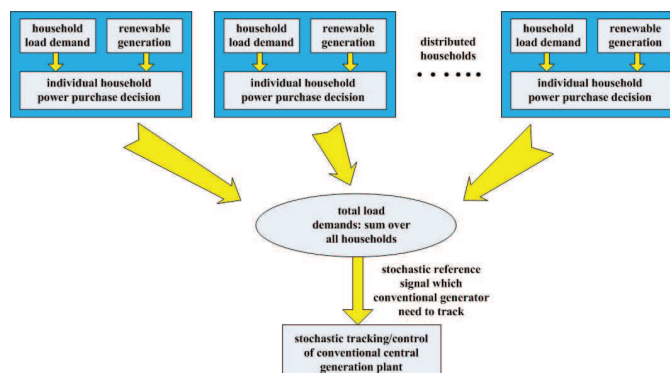 household
load demand
renewable
generation
individual household
power purchase decision
household
load demand
renewable
generation
individual household
power purchase decision
distributed
households
household
load demand
renewable
generation
individual household
power purchase decision
total load
demands: sum over
all households
stochastic reference
signal which
conventional generator
need to track
stochastic tracking/control
of conventional central
generation plant